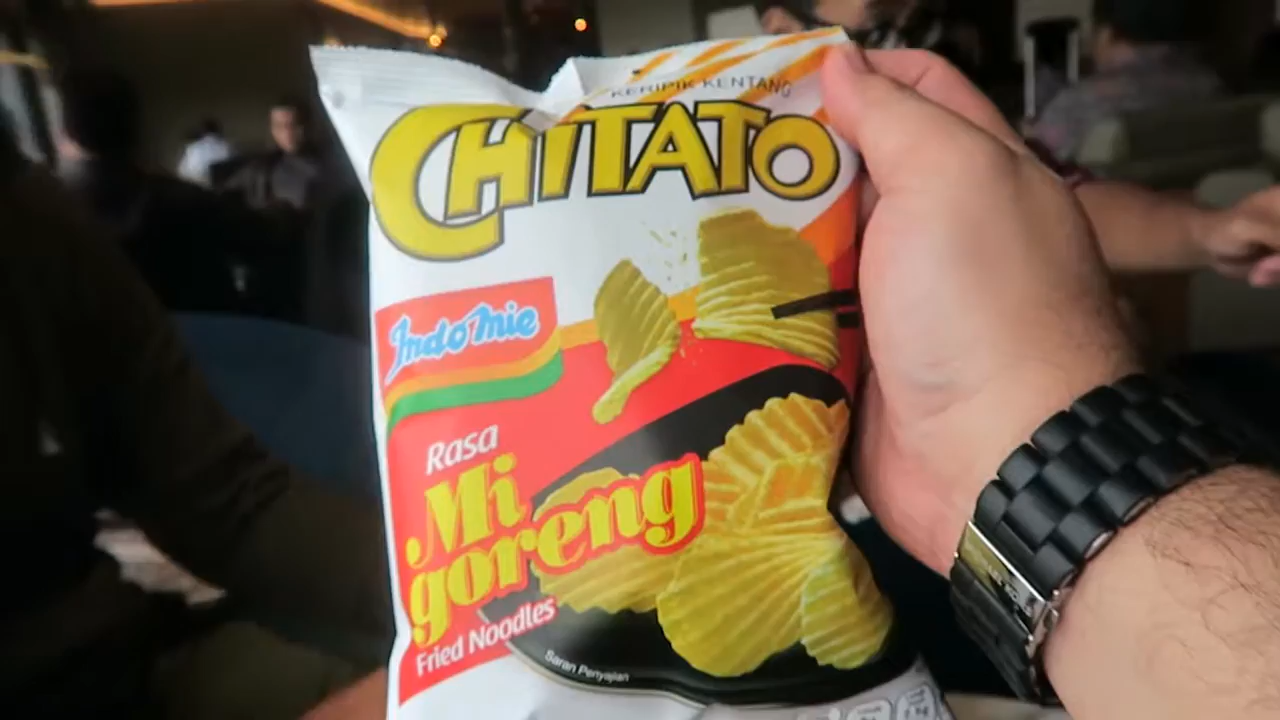 KERIPIK KENTANG
CHITATO
Indomie
Rasa
Mi
goreng
Fried Noodles
Saran Penyajian